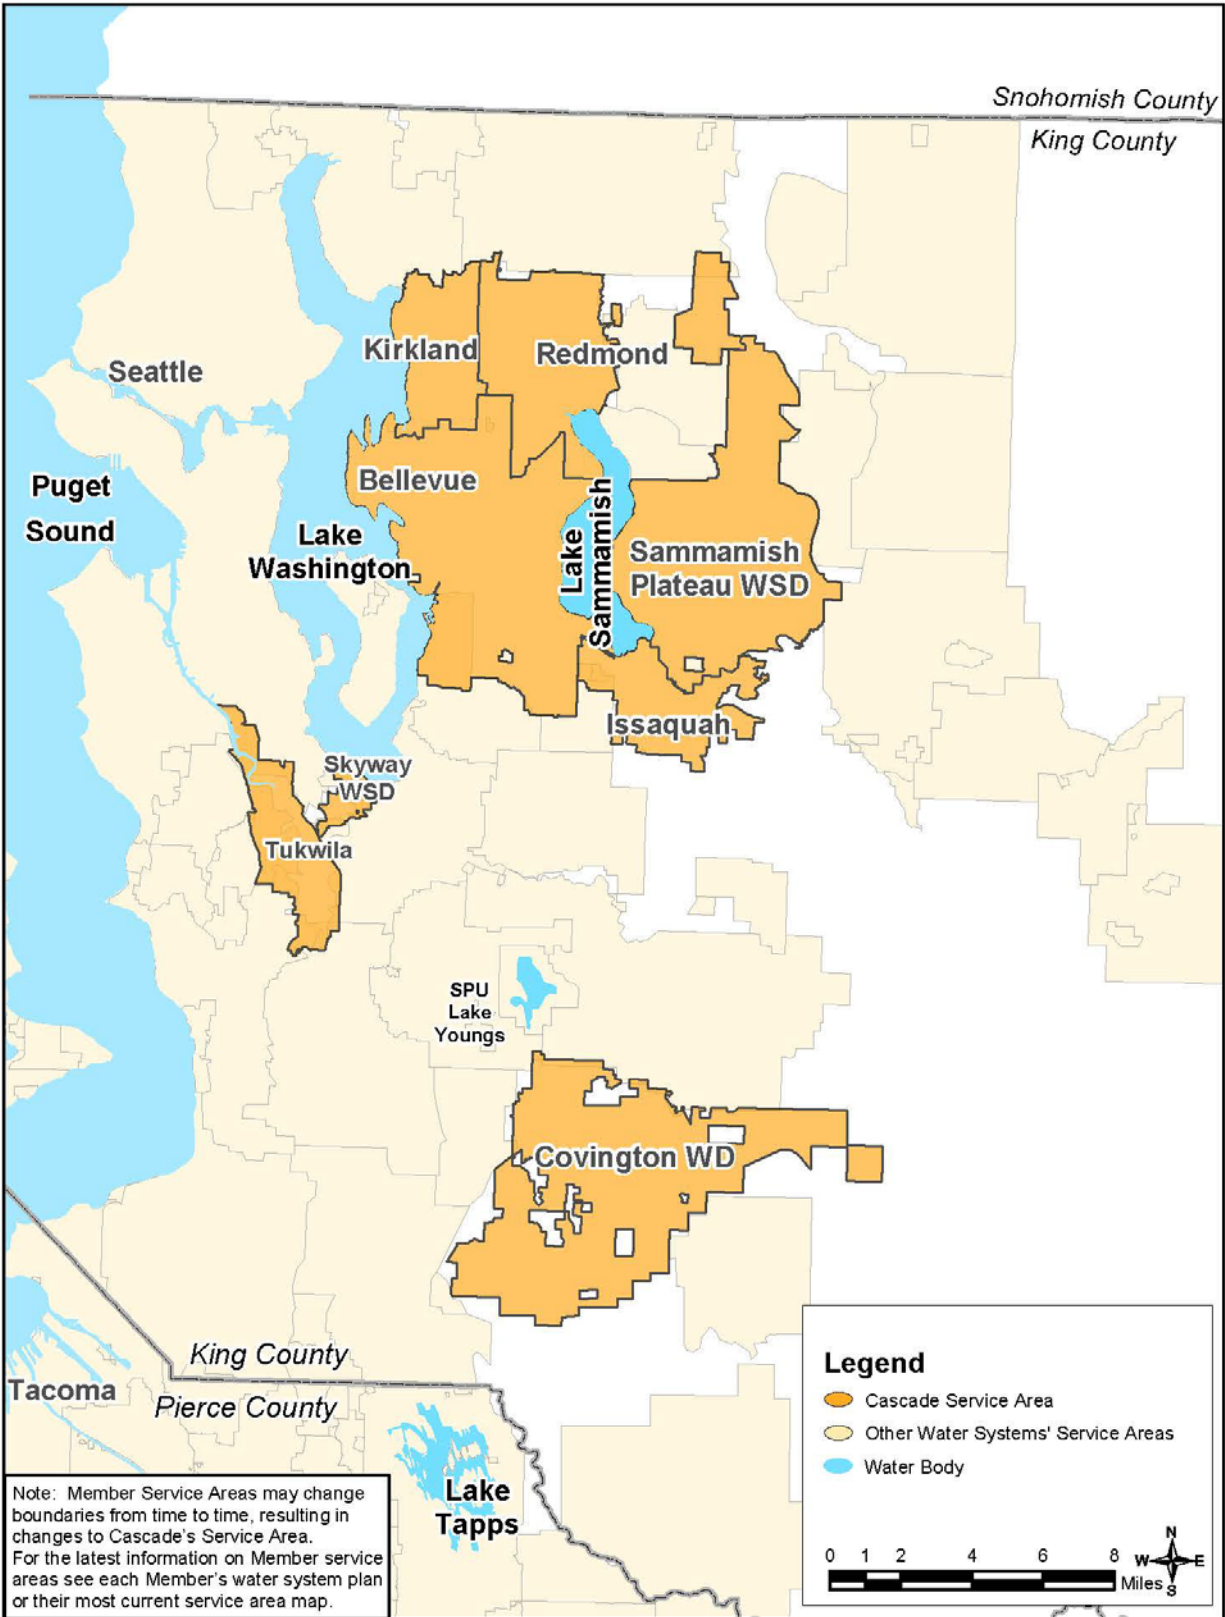 Snohomish County
King County
Kirkland
Redmond
Seattle
Bellevue
Puget
Sound
Lake
Washington
Lake
Sammamish
Sammamish
Plateau WSD
Issaquah
Skyway
WSD
Tukwila
SPU
Lake
Youngs
Covington WD
King County
Pierce County
Tacoma
Lake
Tapps
Legend
Cascade Service Area
Other Water Systems' Service Areas
Water Body
N
W E
S
0 1 2 4 6 8
Miles
Note: Member Service Areas may change
boundaries from time to time, resulting in
changes to Cascade's Service Area.
For the latest information on Member service
areas see each Member's water system plan
or their most current service area map.